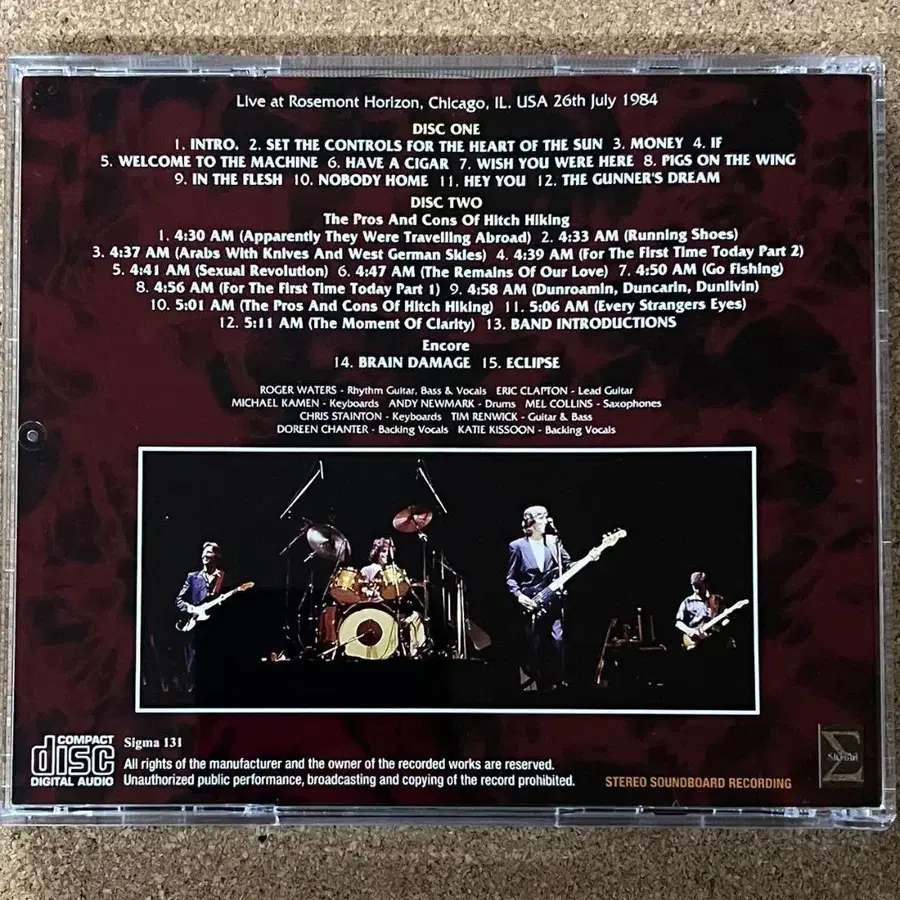 Live at Rosemont Horizon, Chicago, IL. USA 26th July 1984
DISC ONE
1. INTRO. 2. SET THE CONTROLS FOR THE HEART OF THE SUN 3. MONEY 4. IF
5. WELCOME TO THE MACHINE 6. HAVE A CIGAR 7. WISH YOU WERE HERE 8. PIGS ON THE WING
9. IN THE FLESH 10. NOBODY HOME 11. HEY YOU 12. THE GUNNER'S DREAM
DISC TWO
The Pros And Cons Of Hitch Hiking
1. 4:30 AM (Apparently They Were Travelling Abroad) 2. 4:33 AM (Running Shoes)
3. 4:37 AM (Arabs With Knives And West German Skies) 4. 4:39 AM (For The First Time Today Part 2)
5. 4:41 AM (Sexual Revolution) 6. 4:47 AM (The Remains Of Our Love) 7. 4:50 AM (Go Fishing)
8. 4:56 AM (For The First Time Today Part 1) 9. 4:58 AM (Dunroamin, Duncarin, Dunlivin)
10. 5:01 AM (The Pros And Cons Of Hitch Hiking) 11. 5:06 AM (Every Strangers Eyes)
12. 5:11 AM (The Moment Of Clarity) 13. BAND INTRODUCTIONS
Encore
14. BRAIN DAMAGE 15. ECLIPSE
ROGER WATERS - Rhythm Guitar, Bass & Vocals ERIC CLAPTON - Lead Guitar
MICHAEL KAMEN - Keyboards ANDY NEWMARK - Drums MEL COLLINS - Saxophones
CHRIS STAINTON - Keyboards TIM RENWICK - Guitar & Bass
DOREEN CHANTER - Backing Vocals KATIE KISSOON - Backing Vocals
COMPACT
disc
DIGITAL AUDIO
Sigma 131
All rights of the manufacturer and the owner of the recorded works are reserved.
Unauthorized public performance, broadcasting and copying of the record prohibited.
STEREO SOUNDBOARD RECORDING
Σ
sigma